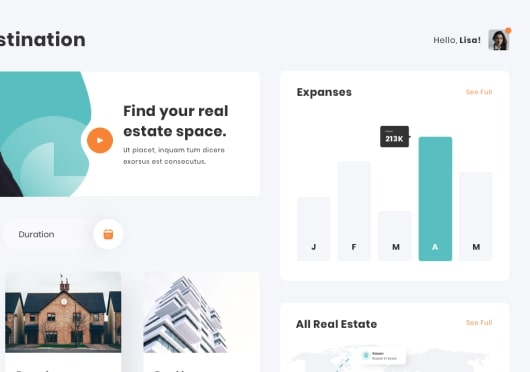 stination
Hello, Lisa!
Find your real
estate space.
Ut placet, inquam tum dicere
exorsus est consecutus.
Duration
Expanses
See Full
213K
J F M A M
All Real Estate
See Full